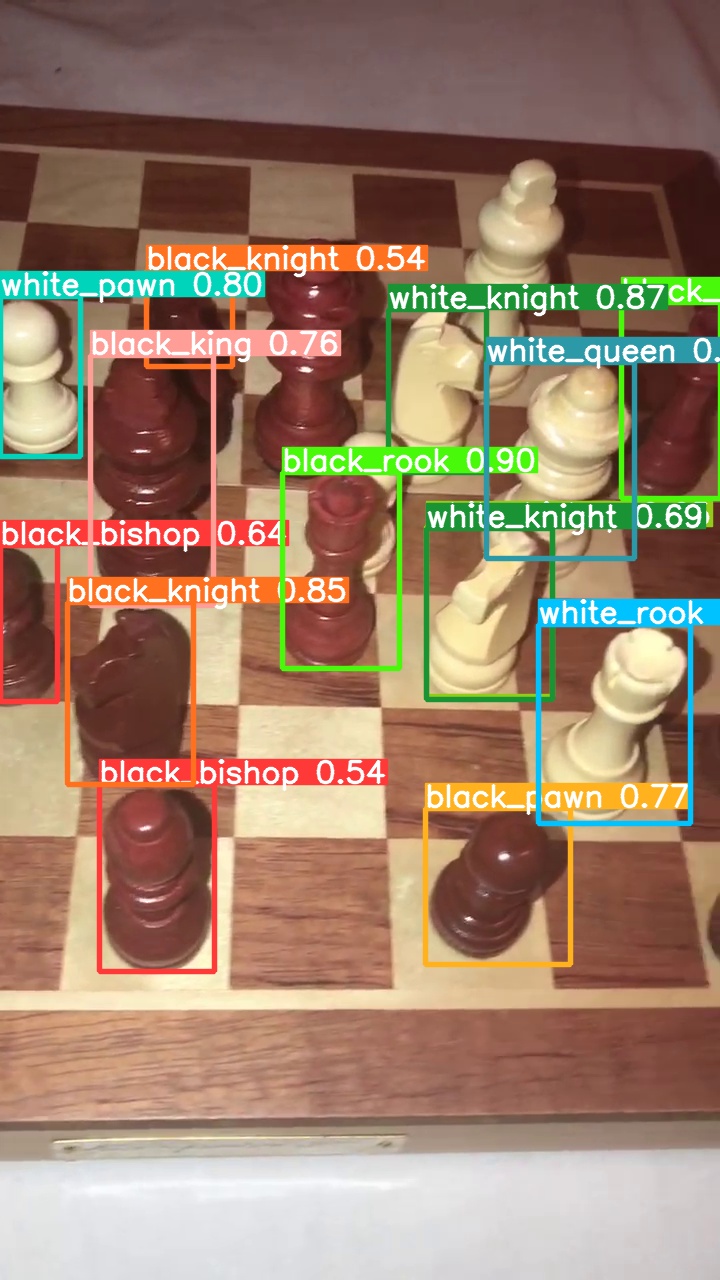 black_knight 0.54
white_pawn 0.80
white_knight 0.87
black_king 0.76
white_queen 0.
black_rook 0.90
white_knight 0.69
black_bishop 0.64
black_knight 0.85
white_rook
black_bishop 0.54
black_pawn 0.77